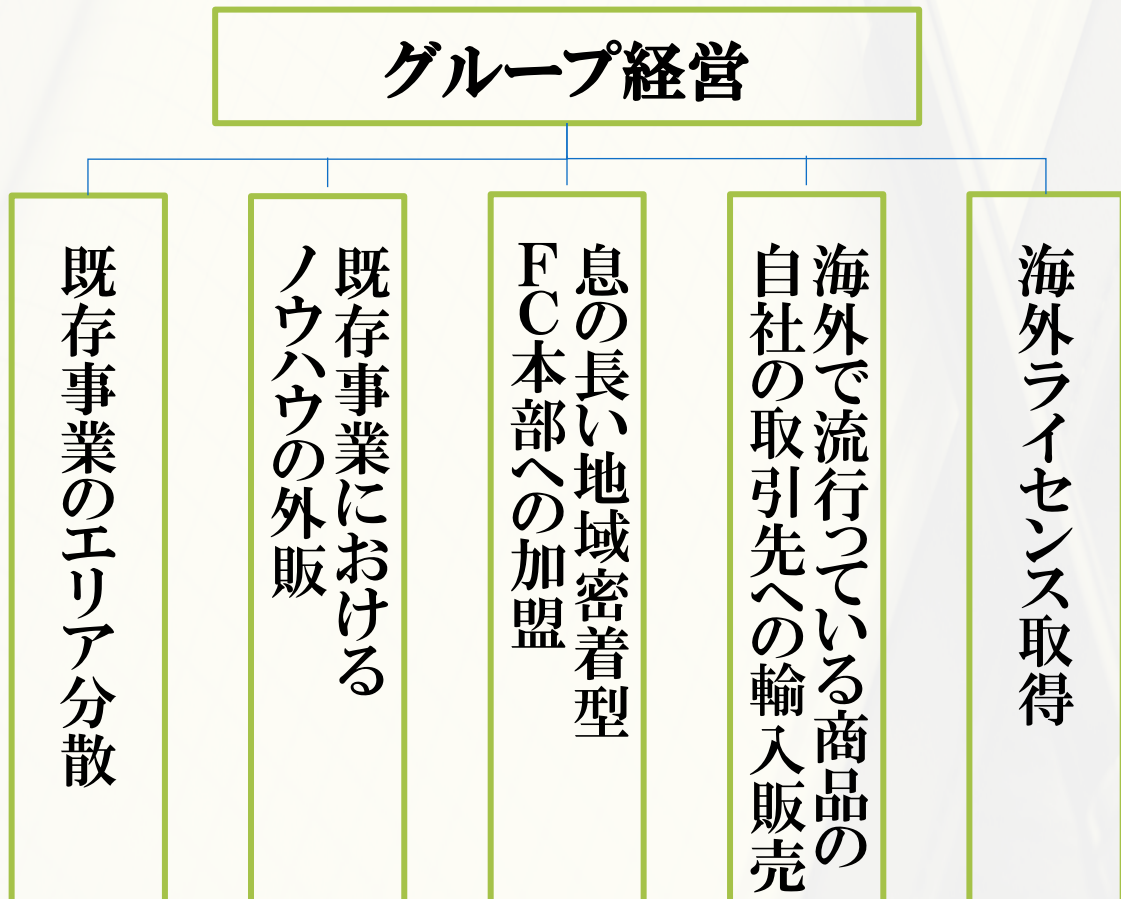 グループ経営
既存事業のエリア分散
既存事業における
ノウハウの外販
息の長い地域密着型
FC本部への加盟
海外で流行っている商品の
自社の取引先への輸入販売
海外ライセンス取得